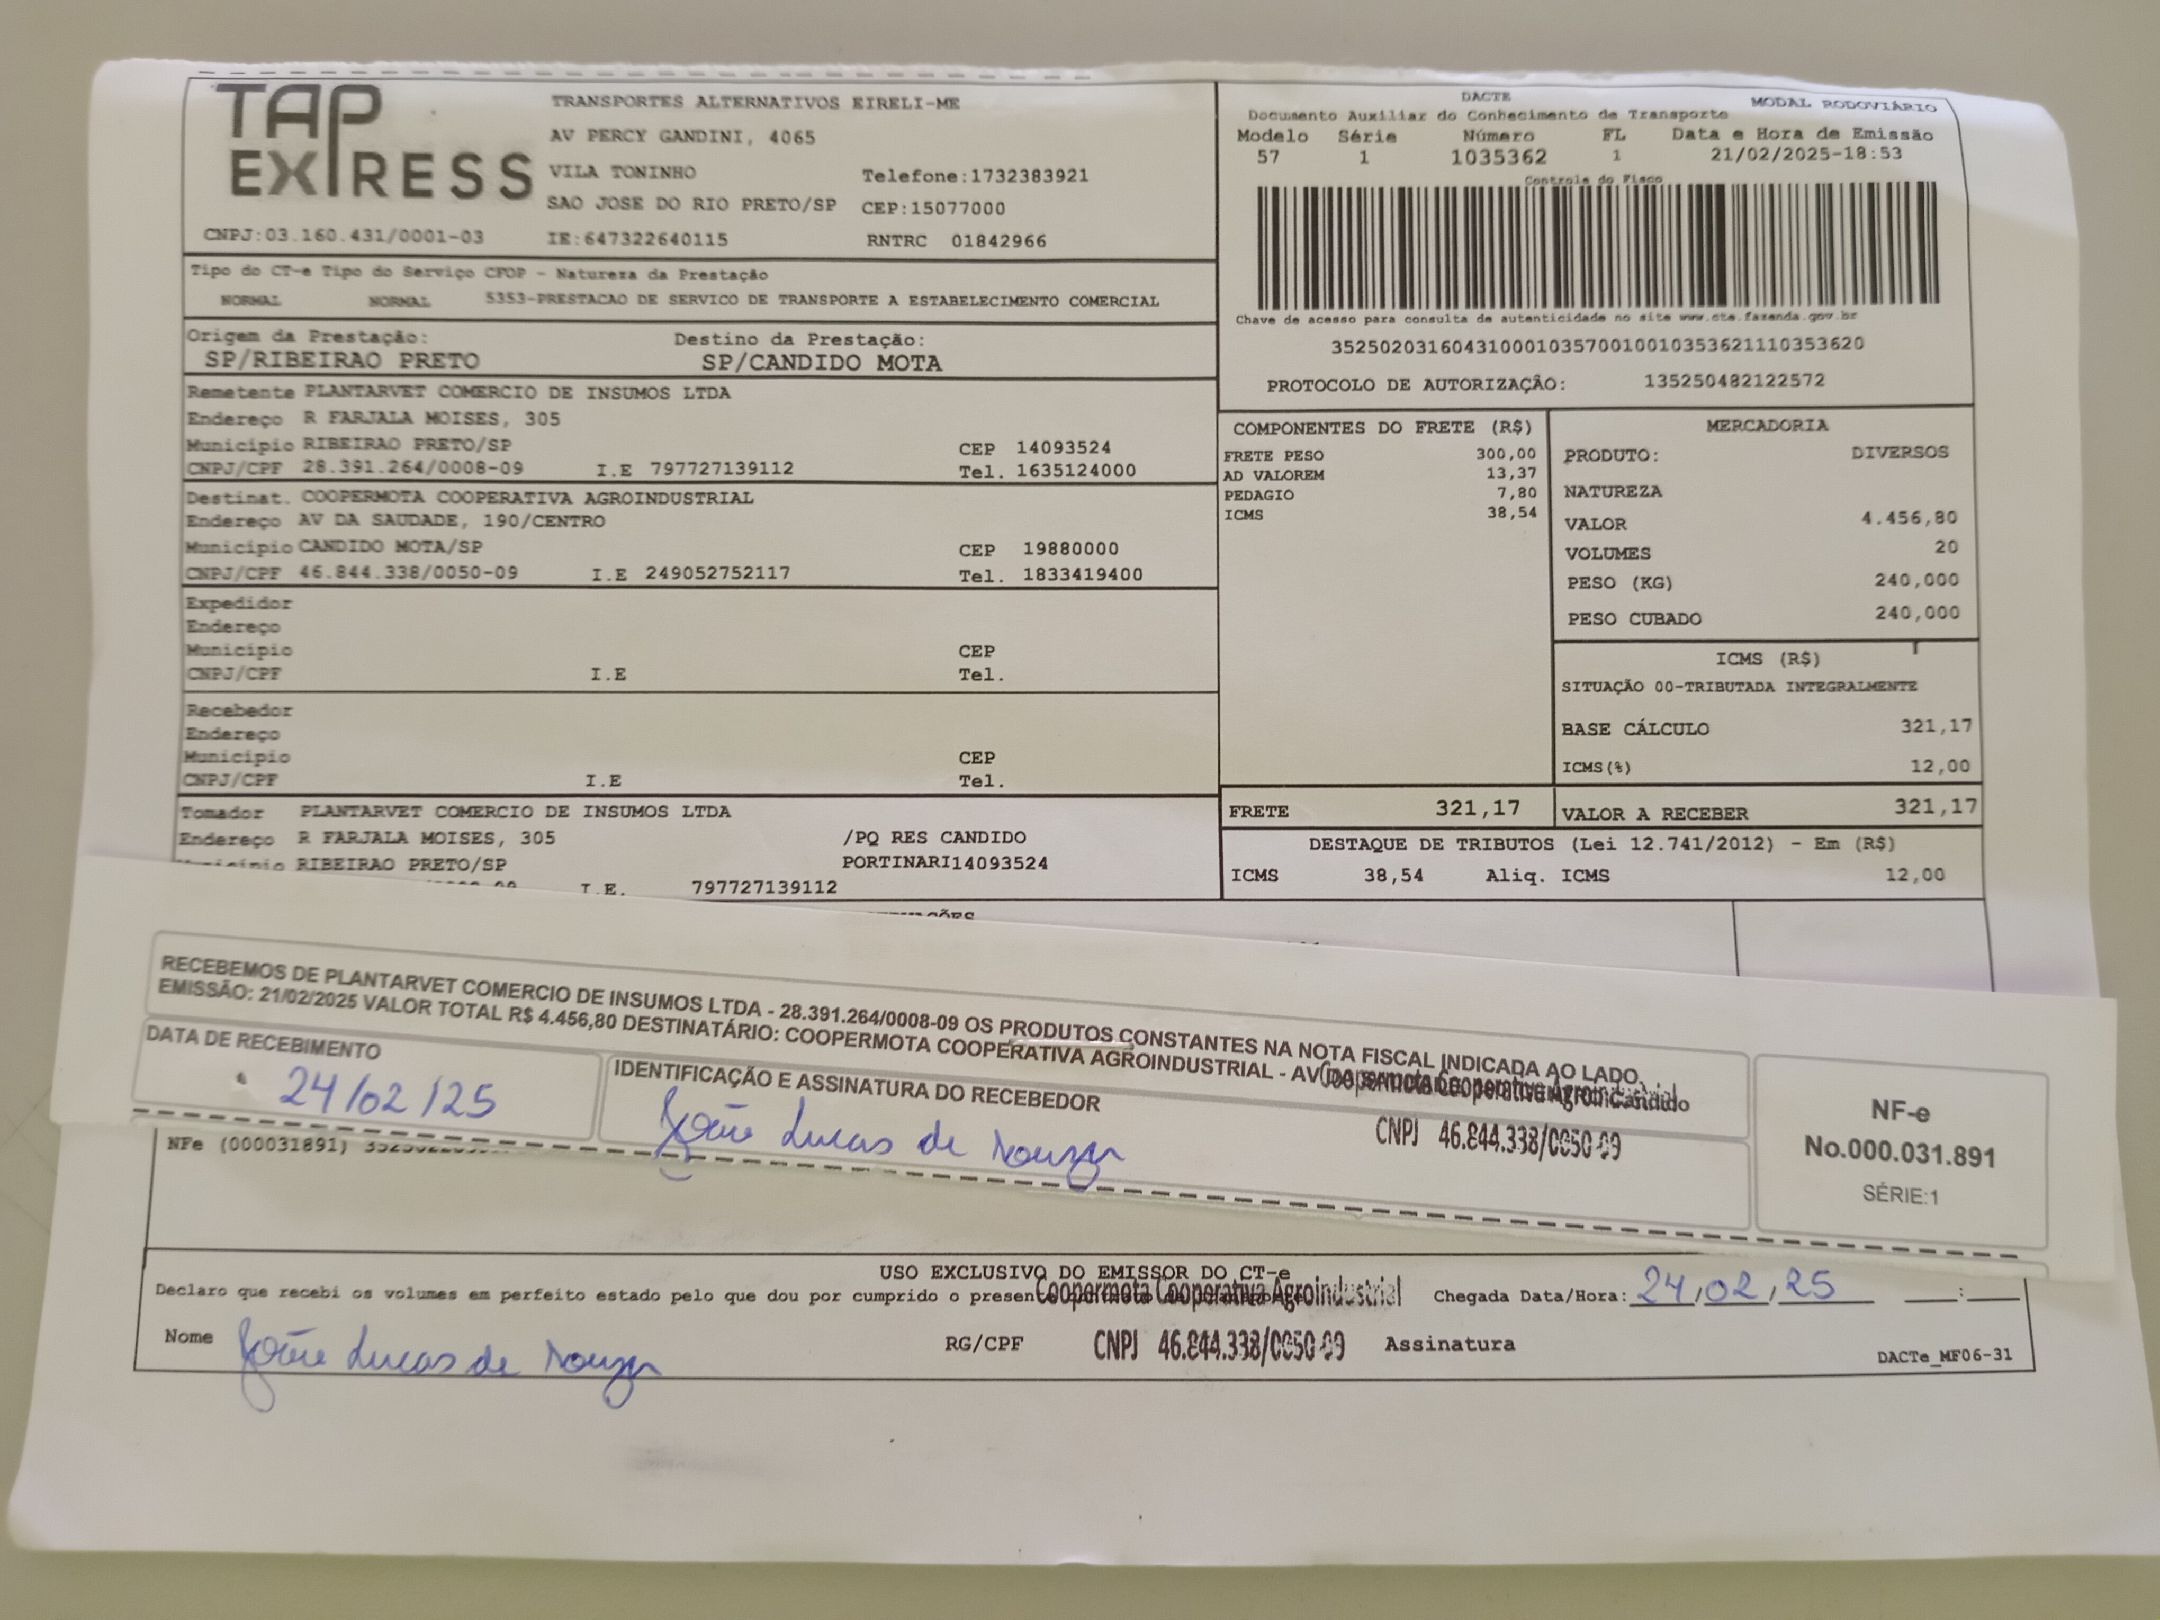 TAP EXPRESS
TRANSPORTES ALTERNATIVOS EIRELI-ME
AV PERCY GANDINI, 4065
VILA TONINHO Telefone:1732383921
SAO JOSE DO RIO PRETO/SP CEP:15077000
CNPJ:03.160.431/0001-03 IE:647322640115 RNTRC 01842966
DACTE MODAL RODOVIÁRIO
Documento Auxiliar do Conhecimento de Transporte
Modelo Série Número FL Data e Hora de Emissão
57 1 1035362 1 21/02/2025-18:53
Controle do Fisco
Chave de acesso para consulta de autenticidade no site www.cte.fazenda.gov.br
35250203160431000103570010010353621110353620
PROTOCOLO DE AUTORIZAÇÃO: 135250482122572
Tipo do CT-e Tipo do Serviço CFOP - Natureza da Prestação
NORMAL NORMAL 5353-PRESTACAO DE SERVICO DE TRANSPORTE A ESTABELECIMENTO COMERCIAL
Origem da Prestação: Destino da Prestação:
SP/RIBEIRAO PRETO SP/CANDIDO MOTA
Remetente PLANTARVET COMERCIO DE INSUMOS LTDA
Endereço R FARJALA MOISES, 305
Município RIBEIRAO PRETO/SP CEP 14093524
CNPJ/CPF 28.391.264/0008-09 I.E 797727139112 Tel. 1635124000
Destinat. COOPERMOTA COOPERATIVA AGROINDUSTRIAL
Endereço AV DA SAUDADE, 190/CENTRO
Município CANDIDO MOTA/SP CEP 19880000
CNPJ/CPF 46.844.338/0050-09 I.E 249052752117 Tel. 1833419400
Expedidor
Endereço
Município CEP
CNPJ/CPF I.E Tel.
Recebedor
Endereço
Município CEP
CNPJ/CPF I.E Tel.
Tomador PLANTARVET COMERCIO DE INSUMOS LTDA
Endereço R FARJALA MOISES, 305 /PQ RES CANDIDO
RIBEIRAO PRETO/SP PORTINARI14093524
I.E. 797727139112
COMPONENTES DO FRETE (R$)
FRETE PESO 300,00
AD VALOREM 13,37
PEDAGIO 7,80
ICMS 38,54
MERCADORIA
PRODUTO: DIVERSOS
NATUREZA
VALOR 4.456,80
VOLUMES 20
PESO (KG) 240,000
PESO CUBADO 240,000
ICMS (R$)
SITUAÇÃO 00-TRIBUTADA INTEGRALMENTE
BASE CÁLCULO 321,17
ICMS(%) 12,00
FRETE 321,17 VALOR A RECEBER 321,17
DESTAQUE DE TRIBUTOS (Lei 12.741/2012) - Em (R$)
ICMS 38,54 Aliq. ICMS 12,00
RECEBEMOS DE PLANTARVET COMERCIO DE INSUMOS LTDA - 28.391.264/0008-09 OS PRODUTOS CONSTANTES NA NOTA FISCAL INDICADA AO LADO
EMISSÃO: 21/02/2025 VALOR TOTAL R$ 4.456,80 DESTINATÁRIO: COOPERMOTA COOPERATIVA AGROINDUSTRIAL - AV
DATA DE RECEBIMENTO
24/02/25
IDENTIFICAÇÃO E ASSINATURA DO RECEBEDOR
João Lucas de Souza
Coopermota Cooperativa Agroindustrial
CNPJ 46.844.338/0050-09
NF-e
No.000.031.891
SÉRIE:1
NFe (000031891)
USO EXCLUSIVO DO EMISSOR DO CT-e
Declaro que recebi os volumes em perfeito estado pelo que dou por cumprido o presen
Coopermota Cooperativa Agroindustrial
Chegada Data/Hora: 24/02/25 __:__
Nome João Lucas de Souza RG/CPF CNPJ 46.844.338/0050-09 Assinatura
DACTe_MF06-31